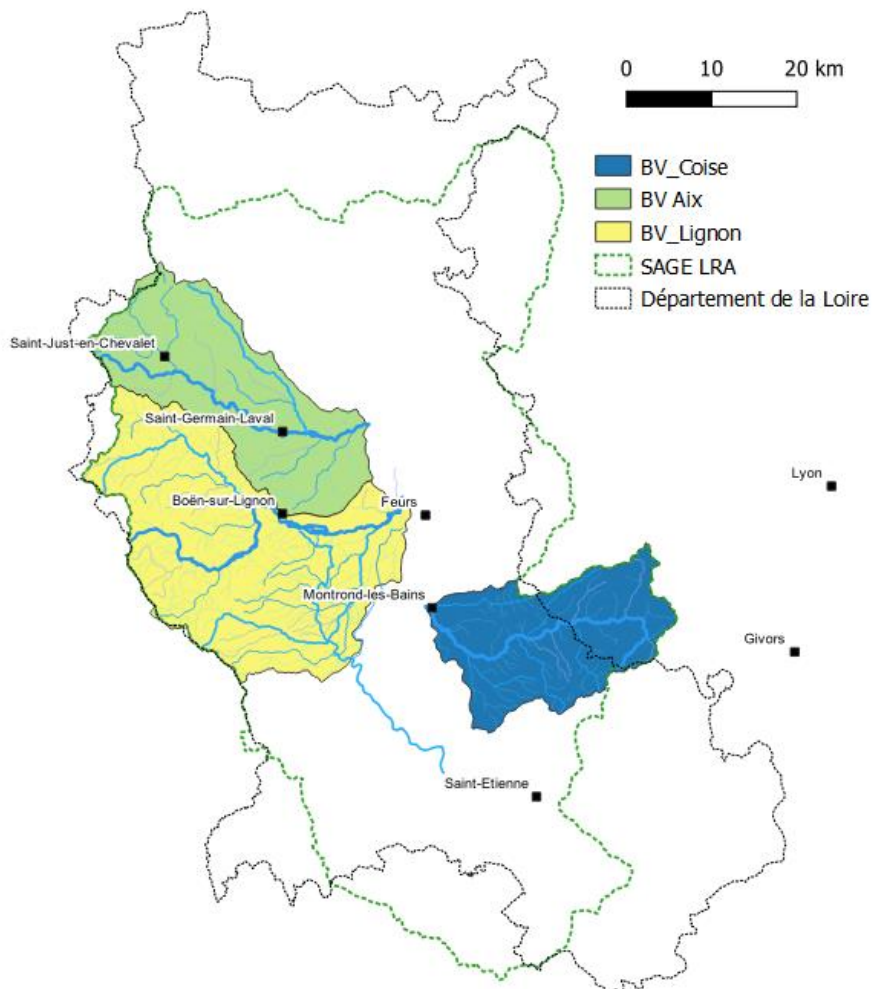 0 10 20 km
BV_Coise
BV Aix
BV_Lignon
SAGE LRA
Département de la Loire
Saint-Just-en-Chevalet
Saint-Germain-Laval
Lyon
Boën-sur-Lignon
Feurs
Montrond-les-Bains
Givors
Saint-Etienne